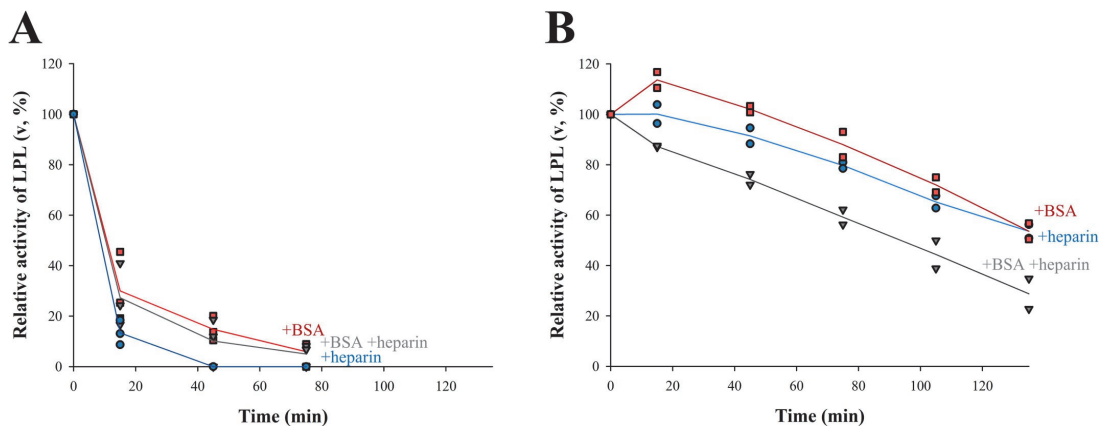 A
Relative activity of LPL (v, %)
120
100
80
60
40
20
0
0 20 40 60 80 100 120
Time (min)
+BSA
+BSA +heparin
+heparin
B
Relative activity of LPL (v, %)
120
100
80
60
40
20
0
0 20 40 60 80 100 120
Time (min)
+BSA
+heparin
+BSA +heparin